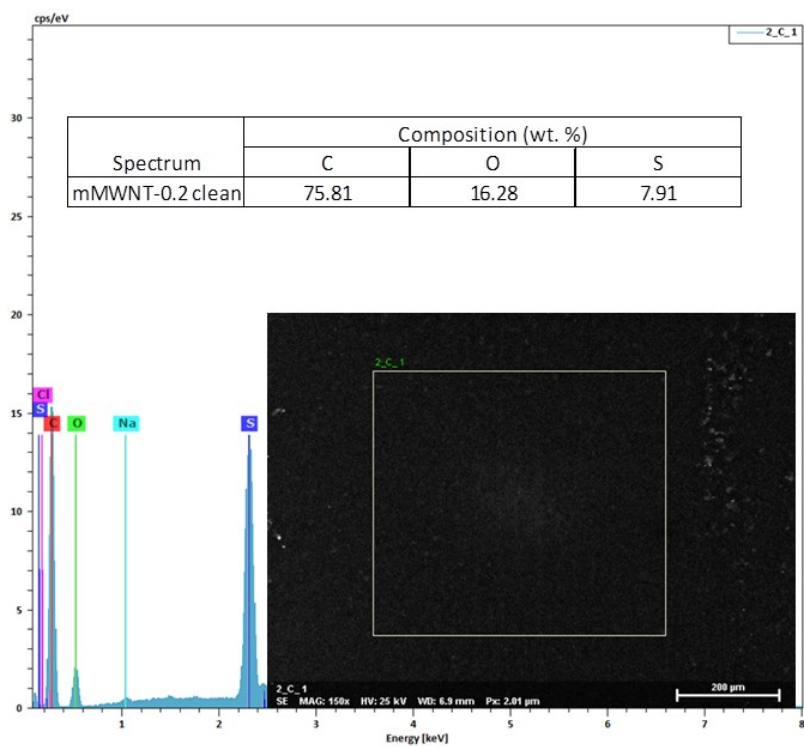 cps/eV
2_C_1
30
Composition (wt. %)
Spectrum C O S
mMWNT-0.2 clean 75.81 16.28 7.91
25
20
2_C_1
Cl
S
15
C O Na S
10
5
2_C_1
200 µm
SE MAG: 150x HV: 25 kV WD: 6.9 mm Px: 2.01 µm
0
1 2 3 4 5 6 7 8
Energy [keV]